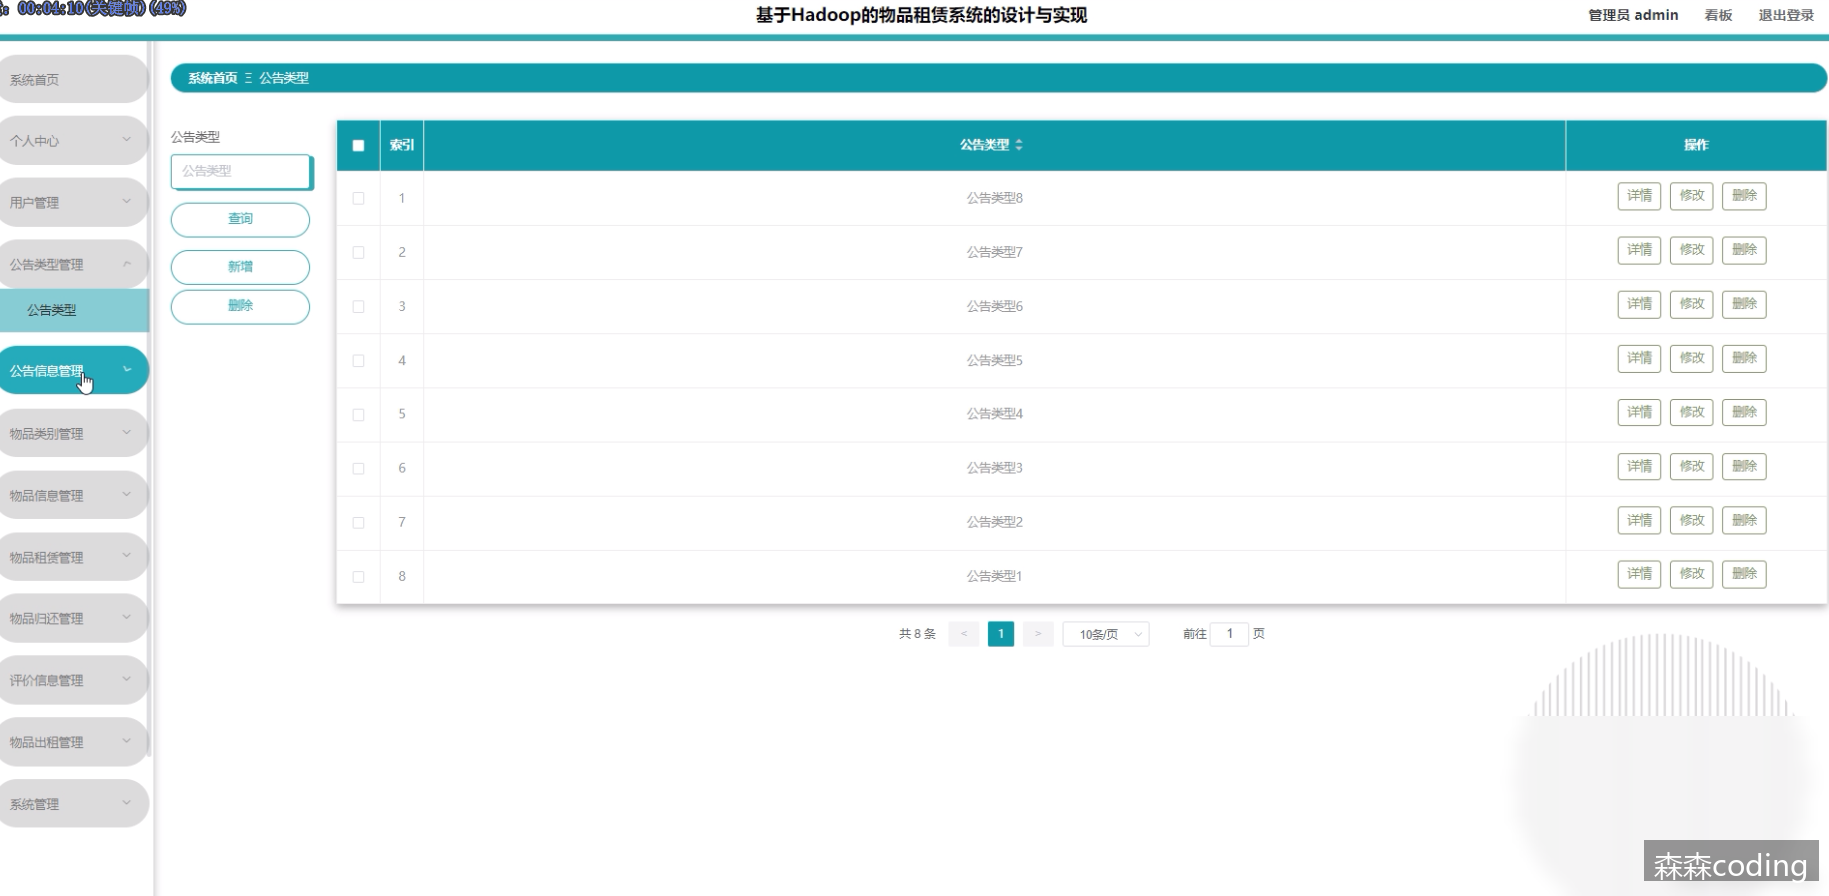 00:04:10(关键帧)(49%)
基于Hadoop的物品租赁系统的设计与实现
管理员 admin
看板
退出登录
系统首页
个人中心
用户管理
公告类型管理
公告类型
公告信息管理
物品类别管理
物品信息管理
物品租赁管理
物品归还管理
评价信息管理
物品出租管理
系统管理
系统首页 Ξ 公告类型
公告类型
公告类型
查询
新增
删除
索引 公告类型 操作
1 公告类型8 详情 修改 删除
2 公告类型7 详情 修改 删除
3 公告类型6 详情 修改 删除
4 公告类型5 详情 修改 删除
5 公告类型4 详情 修改 删除
6 公告类型3 详情 修改 删除
7 公告类型2 详情 修改 删除
8 公告类型1 详情 修改 删除
共 8 条 < 1 > 10条/页 前往 1 页
森森coding